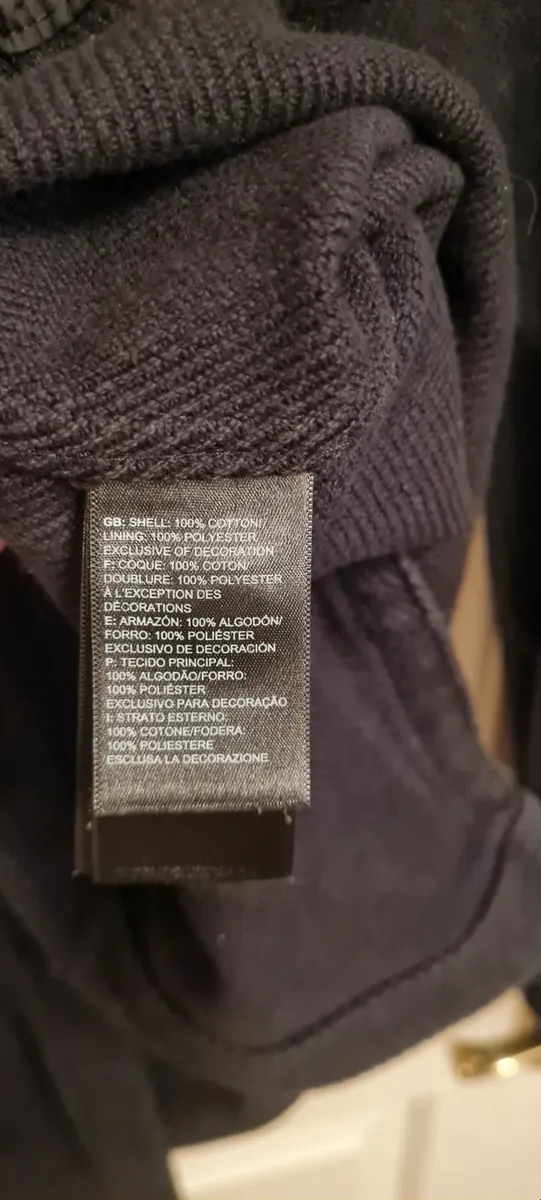 GB: SHELL: 100% COTTON/
LINING: 100% POLYESTER
EXCLUSIVE OF DECORATION
F: COQUE: 100% COTON/
DOUBLURE: 100% POLYESTER
À L'EXCEPTION DES
DÉCORATIONS
E: ARMAZÓN: 100% ALGODÓN/
FORRO: 100% POLIÉSTER
EXCLUSIVO DE DECORACIÓN
P: TECIDO PRINCIPAL:
100% ALGODÃO/FORRO:
100% POLIÉSTER
EXCLUSIVO PARA DECORAÇÃO
I: STRATO ESTERNO:
100% COTONE/FODERA:
100% POLIESTERE
ESCLUSA LA DECORAZIONE